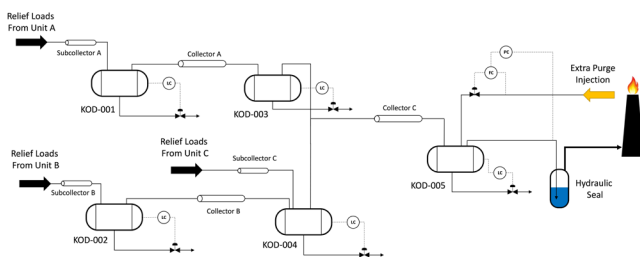 Relief Loads
From Unit A
Subcollector A
Collector A
LC
KOD-001
LC
KOD-003
PC
FC
Extra Purge
Injection
Collector C
Relief Loads
From Unit B
Relief Loads
From Unit C
Subcollector C
Subcollector B
Collector B
LC
KOD-002
LC
KOD-004
LC
KOD-005
Hydraulic
Seal